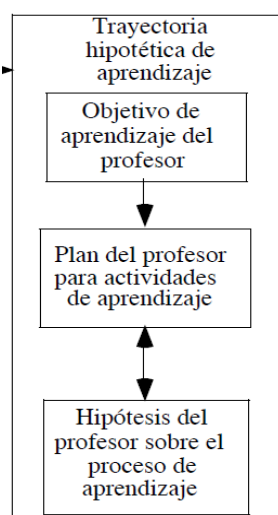 Trayectoria
hipotética de
aprendizaje
Objetivo de
aprendizaje del
profesor
Plan del profesor
para actividades
de aprendizaje
Hipótesis del
profesor sobre el
proceso de
aprendizaje